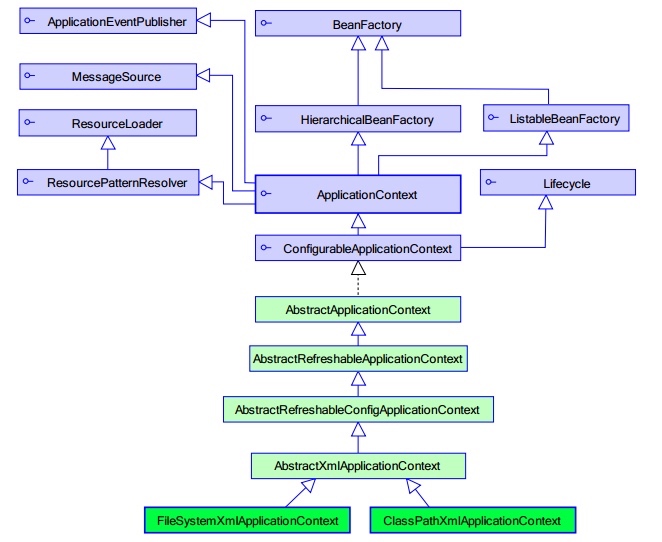 ApplicationEventPublisher
BeanFactory
MessageSource
ResourceLoader
HierarchicalBeanFactory
ListableBeanFactory
ResourcePatternResolver
ApplicationContext
Lifecycle
ConfigurableApplicationContext
AbstractApplicationContext
AbstractRefreshableApplicationContext
AbstractRefreshableConfigApplicationContext
AbstractXmlApplicationContext
FileSystemXmlApplicationContext
ClassPathXmlApplicationContext